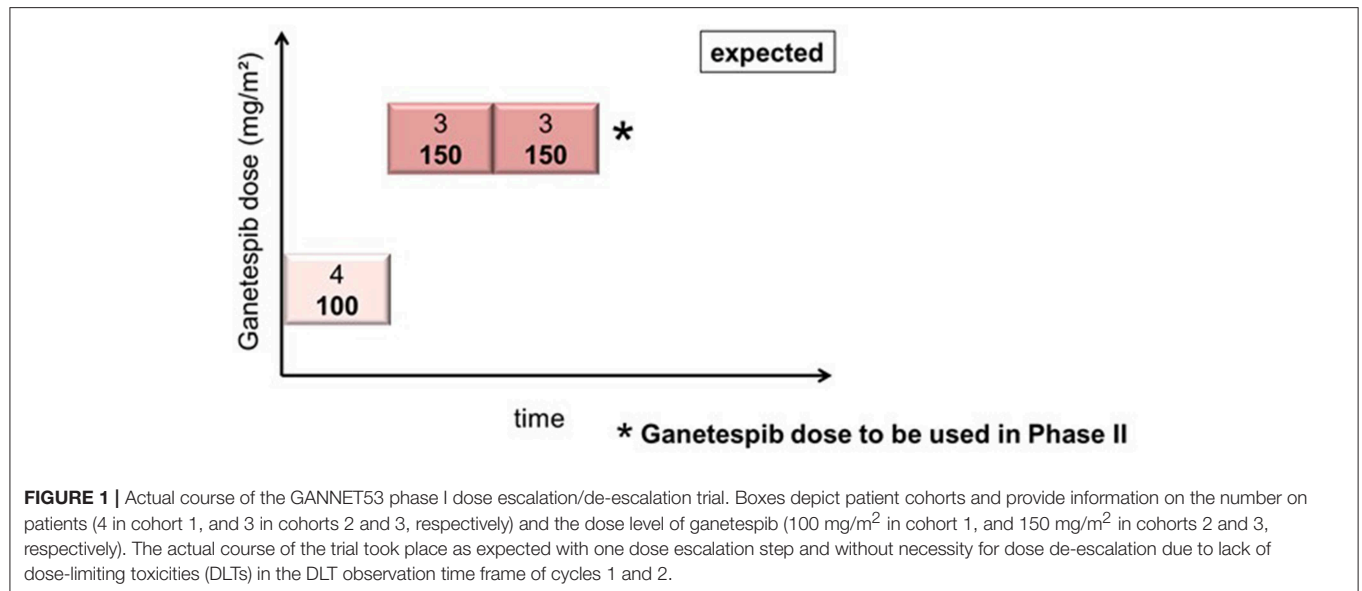 expected
Ganetespib dose (mg/m²)
3
150
3
150
*
4
100
time
* Ganetespib dose to be used in Phase II
FIGURE 1 | Actual course of the GANNET53 phase I dose escalation/de-escalation trial. Boxes depict patient cohorts and provide information on the number on
patients (4 in cohort 1, and 3 in cohorts 2 and 3, respectively) and the dose level of ganetespib (100 mg/m² in cohort 1, and 150 mg/m² in cohorts 2 and 3,
respectively). The actual course of the trial took place as expected with one dose escalation step and without necessity for dose de-escalation due to lack of
dose-limiting toxicities (DLTs) in the DLT observation time frame of cycles 1 and 2.